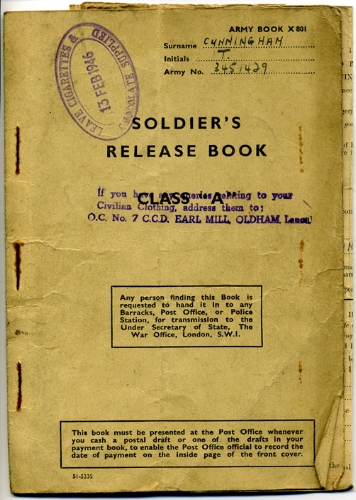 ARMY BOOK X 801
Surname CUNNINGHAM
Initials T
Army No. 3451429
LEAVE CIGARETTES &
13 FEB 1946
SUPPLIED
SOLDIER'S
RELEASE BOOK
CLASS "A"
If you have any queries relating to your
Civilian Clothing, address them to;
O.C. No. 7 C.C.D. EARL MILL, OLDHAM, Lancs
Any person finding this Book is
requested to hand it in to any
Barracks, Post Office, or Police
Station, for transmission to the
Under Secretary of State, The
War Office, London, S.W.1.
This book must be presented at the Post Office whenever
you cash a postal draft or one of the drafts in your
payment book, to enable the Post Office official to record the
date of payment on the inside page of the front cover.
51-5235